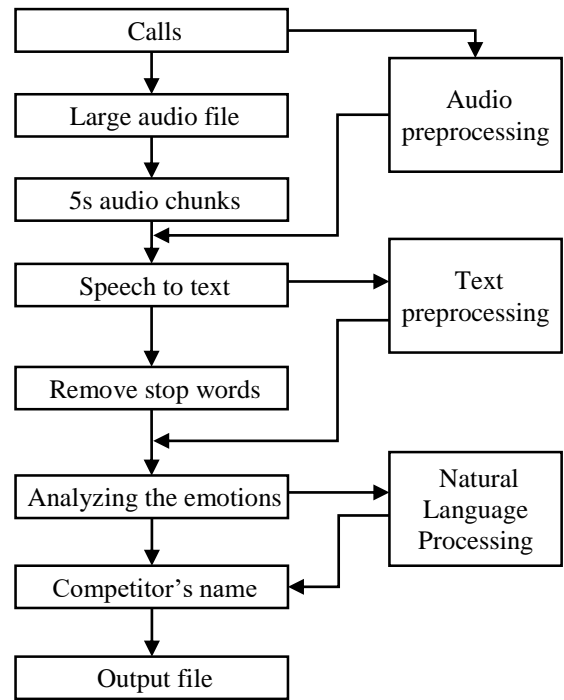 Calls
Large audio file
Audio
preprocessing
5s audio chunks
Speech to text
Text
preprocessing
Remove stop words
Analyzing the emotions
Natural
Language
Processing
Competitor's name
Output file